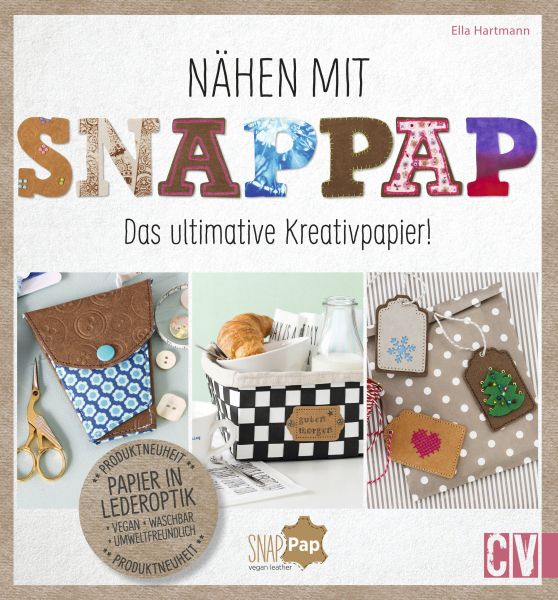 Ella Hartmann
NÄHEN MIT
SNAPPAP
Das ultimative Kreativpapier!
guten
morgen
**PRODUKTNEUHEIT**
PAPIER IN
LEDEROPTIK
• VEGAN • WASCHBAR •
UMWELTFREUNDLICH
**PRODUKTNEUHEIT**
SNAP Pap
vegan leather
CV